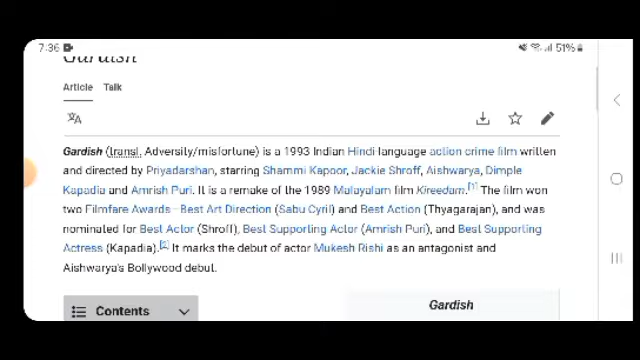 7:36
51%
Gardish
Article Talk
Gardish (transl. Adversity/misfortune) is a 1993 Indian Hindi-language action crime film written
and directed by Priyadarshan, starring Shammi Kapoor, Jackie Shroff, Aishwarya, Dimple
Kapadia and Amrish Puri. It is a remake of the 1989 Malayalam film Kireedam.[1] The film won
two Filmfare Awards—Best Art Direction (Sabu Cyril) and Best Action (Thyagarajan), and was
nominated for Best Actor (Shroff), Best Supporting Actor (Amrish Puri), and Best Supporting
Actress (Kapadia).[2] It marks the debut of actor Mukesh Rishi as an antagonist and
Aishwarya's Bollywood debut.
Contents
Gardish